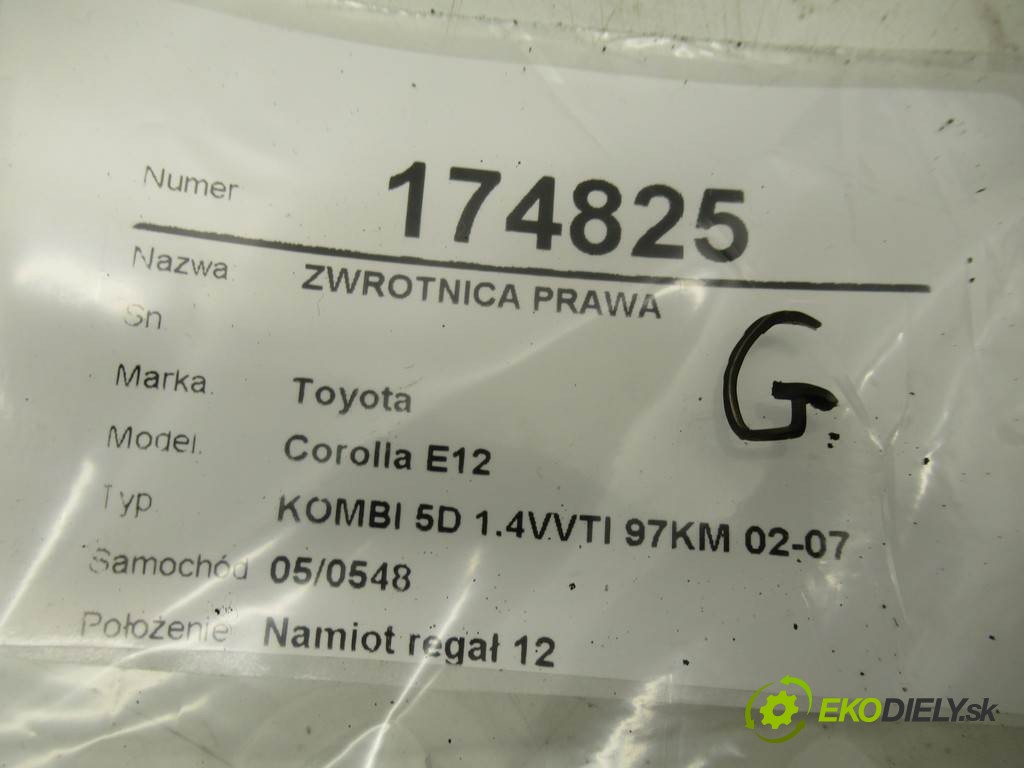 Numer 174825
Nazwa ZWROTNICA PRAWA
Sn
Marka. Toyota
G.
Model. Corolla E12
Typ KOMBI 5D 1.4VVTI 97KM 02-07
Samochód 05/0548
Położenie Namiot regał 12
EKODIELY.sk